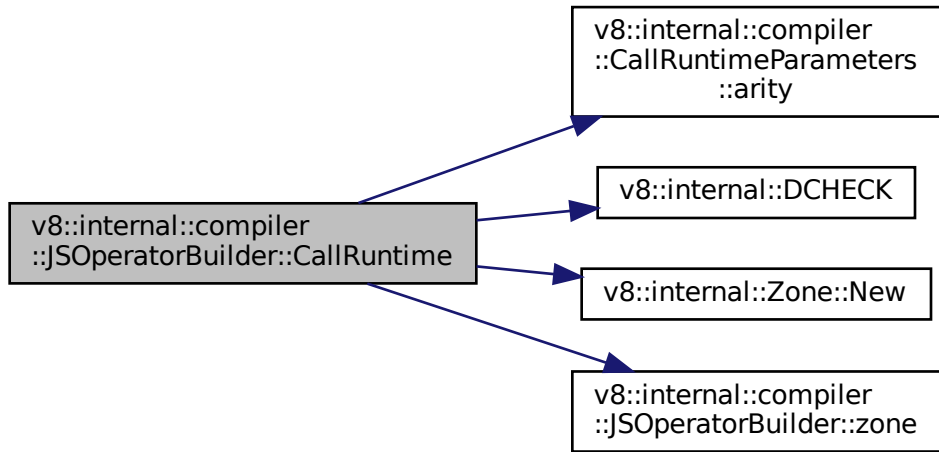 v8::internal::compiler
::CallRuntimeParameters
::arity
v8::internal::DCHECK
v8::internal::compiler
::JSOperatorBuilder::CallRuntime
v8::internal::Zone::New
v8::internal::compiler
::JSOperatorBuilder::zone